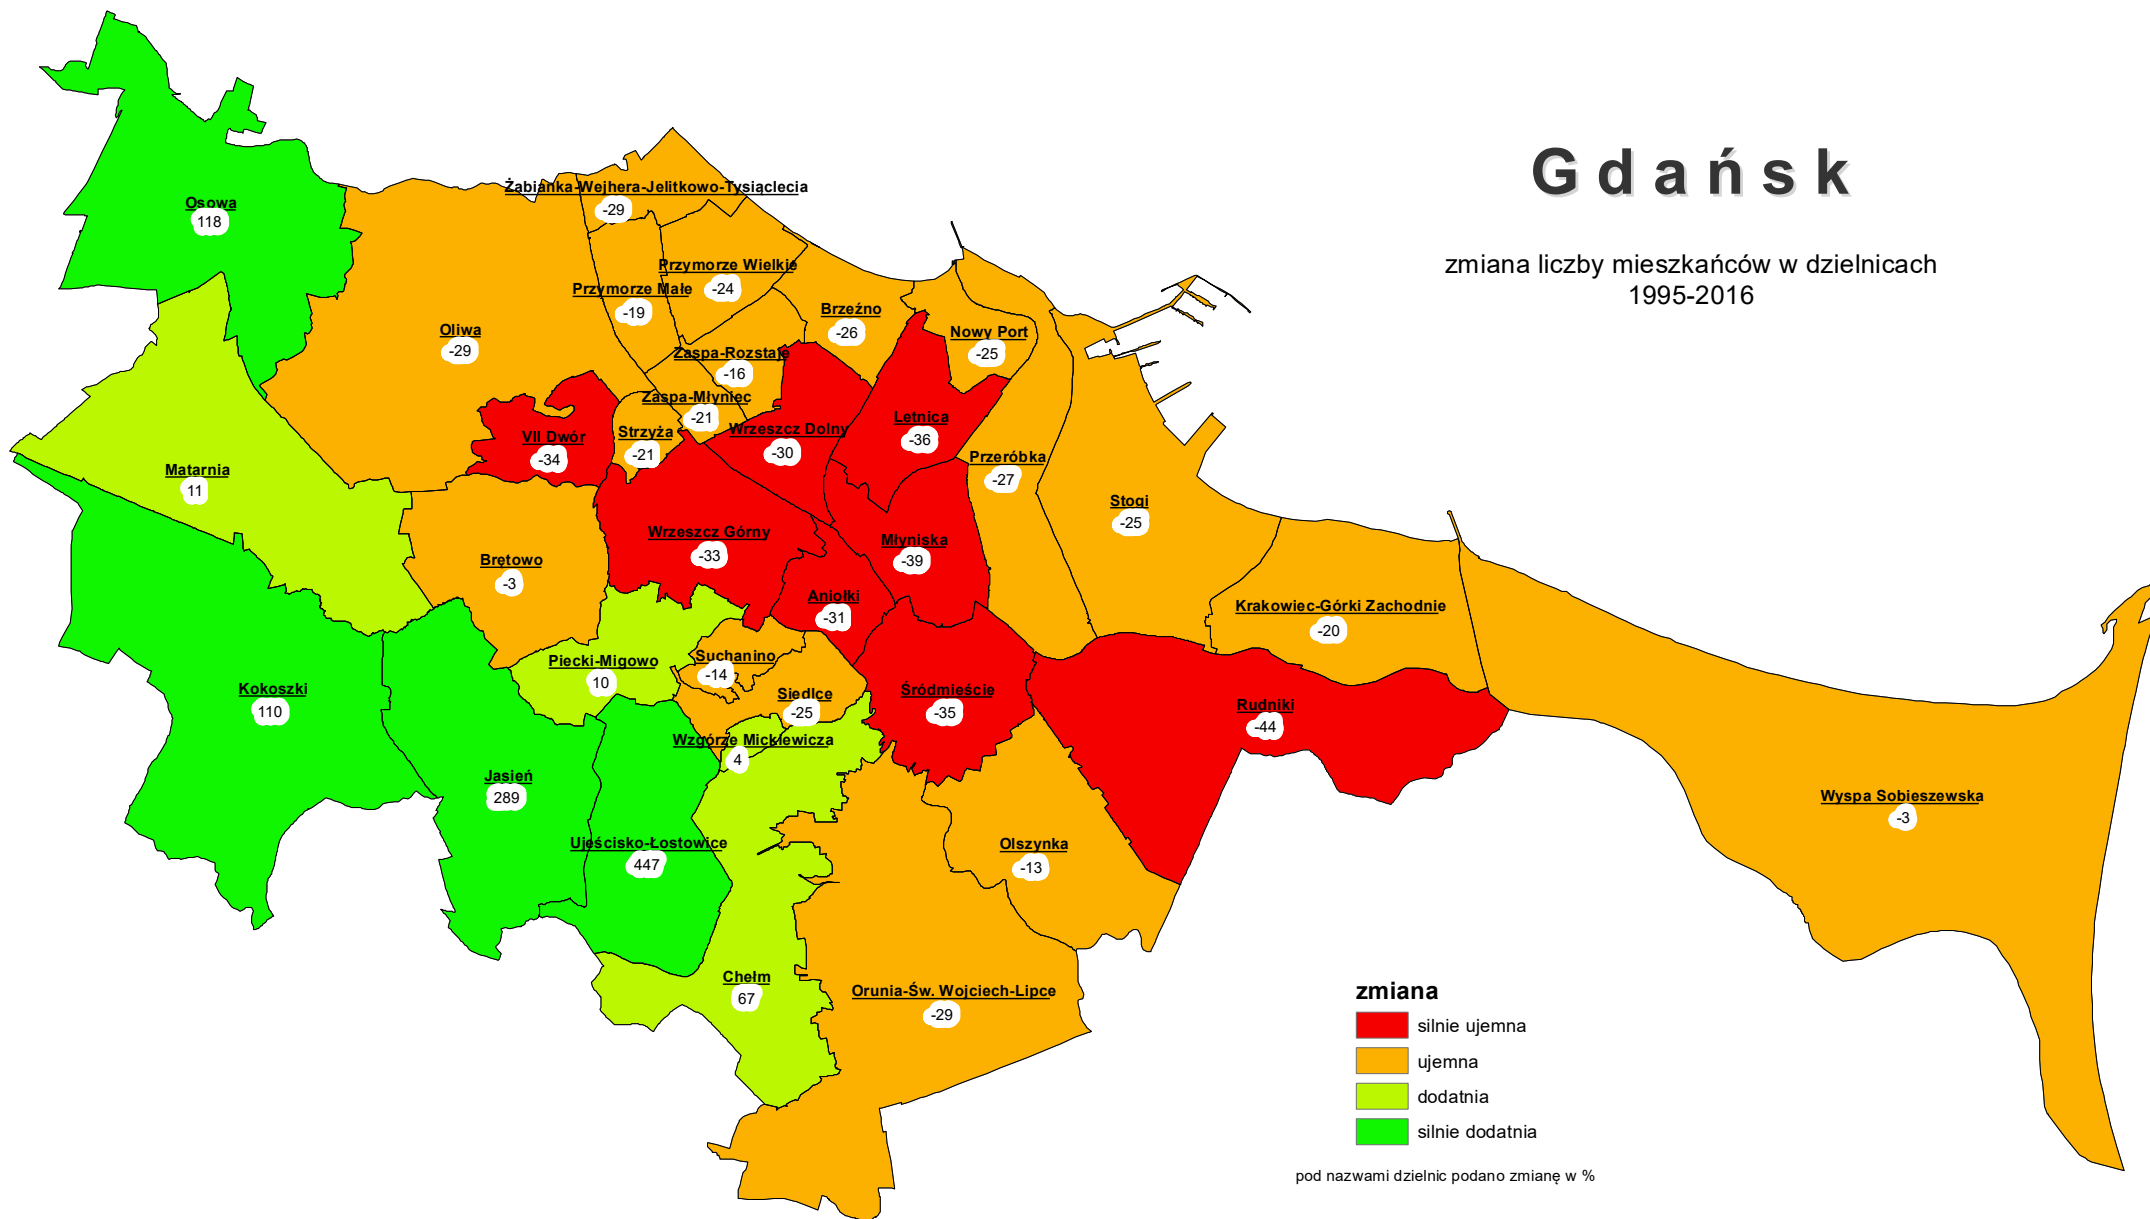 Gdańsk
zmiana liczby mieszkańców w dzielnicach
1995-2016
Osowa
118
Żabianka-Wejhera-Jelitkowo-Tysiąclecia
-29
Przymorze Wielkie
-24
Przymorze Małe
-19
Brzeźno
-26
Oliwa
-29
Nowy Port
-25
Zaspa-Rozstaje
-16
Zaspa-Młyniec
-21
Letnica
-36
Wrzeszcz Dolny
-30
Strzyża
-21
VII Dwór
-34
Przeróbka
-27
Matarnia
11
Stogi
-25
Wrzeszcz Górny
-33
Młyniska
-39
Brętowo
-3
Aniołki
-31
Krakowiec-Górki Zachodnie
-20
Suchanino
-14
Piecki-Migowo
10
Kokoszki
110
Siedlce
-25
Śródmieście
-35
Rudniki
-44
Wzgórze Mickiewicza
4
Jasień
289
Wyspa Sobieszewska
-3
Ujeścisko-Łostowice
447
Olszynka
-13
Chełm
67
Orunia-Św. Wojciech-Lipce
-29
zmiana
silnie ujemna
ujemna
dodatnia
silnie dodatnia
pod nazwami dzielnic podano zmianę w %